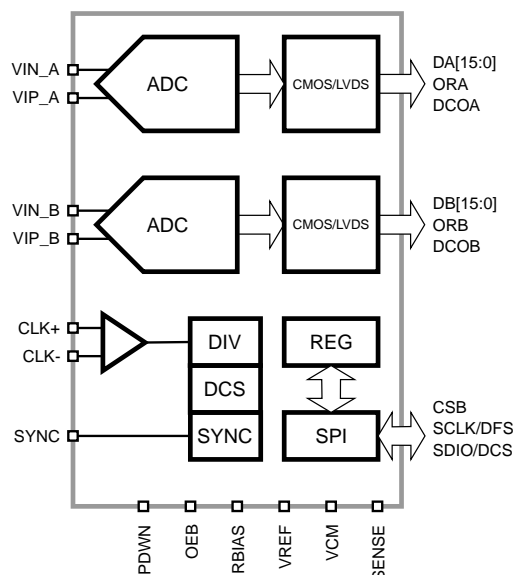 VIN_A
VIP_A
ADC
CMOS/LVDS
DA[15:0]
ORA
DCOA
VIN_B
VIP_B
ADC
CMOS/LVDS
DB[15:0]
ORB
DCOB
CLK+
CLK-
DIV
DCS
SYNC
SYNC
REG
SPI
CSB
SCLK/DFS
SDIO/DCS
PDWN
OEB
RBIAS
VREF
VCM
SENSE